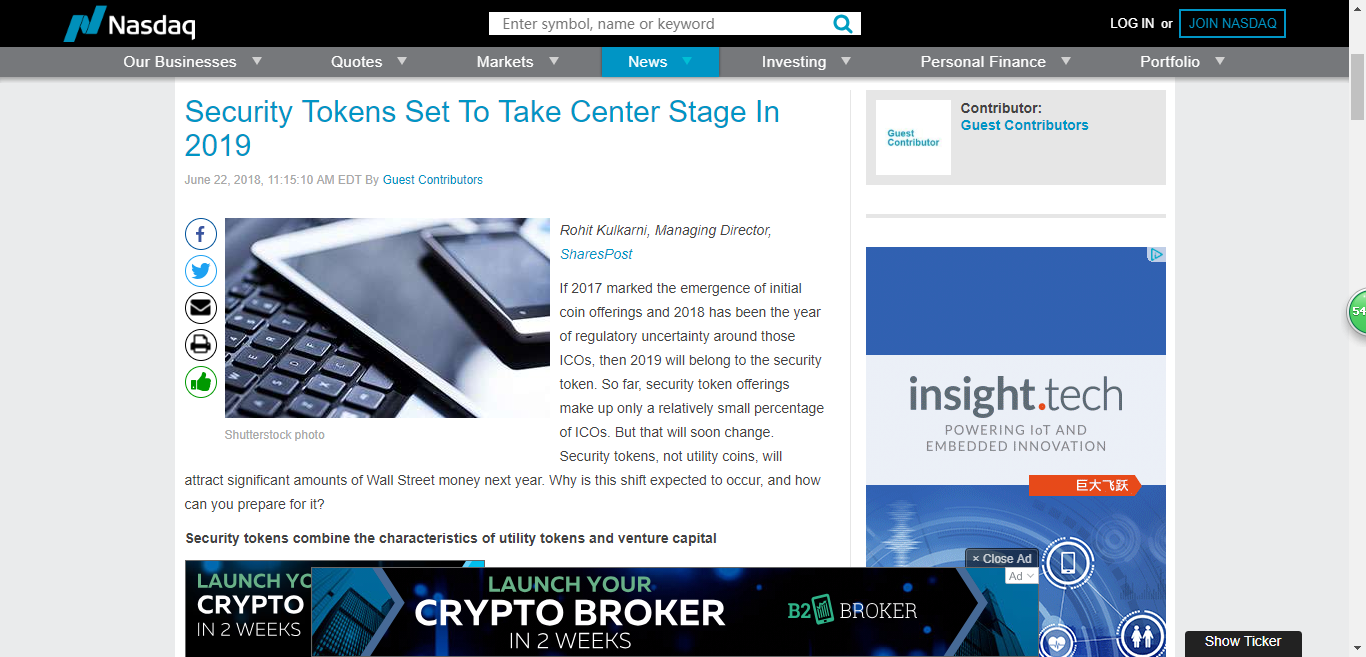 Nasdaq
Enter symbol, name or keyword
LOG IN or JOIN NASDAQ
Our Businesses
Quotes
Markets
News
Investing
Personal Finance
Portfolio
Security Tokens Set To Take Center Stage In
2019
June 22, 2018, 11:15:10 AM EDT By Guest Contributors
Shutterstock photo
Rohit Kulkarni, Managing Director,
SharesPost
If 2017 marked the emergence of initial
coin offerings and 2018 has been the year
of regulatory uncertainty around those
ICOs, then 2019 will belong to the security
token. So far, security token offerings
make up only a relatively small percentage
of ICOs. But that will soon change.
Security tokens, not utility coins, will
attract significant amounts of Wall Street money next year. Why is this shift expected to occur, and how
can you prepare for it?
Security tokens combine the characteristics of utility tokens and venture capital
LAUNCH YO
CRYPTO
IN 2 WEEKS
LAUNCH YOUR
CRYPTO BROKER
IN 2 WEEKS
B2 BROKER
× Close Ad
Ad
Guest
Contributor
Contributor:
Guest Contributors
insight.tech
POWERING IoT AND
EMBEDDED INNOVATION
巨大飞跃
54
Show Ticker